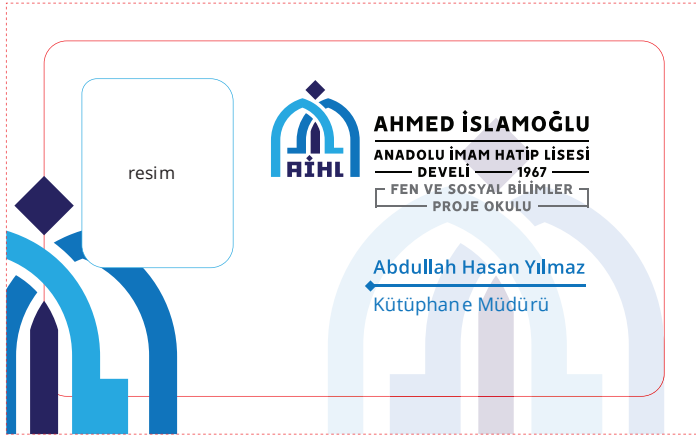 resim
AİHL
AHMED İSLAMOĞLU
ANADOLU İMAM HATİP LİSESİ
DEVELİ 1967
FEN VE SOSYAL BİLİMLER
PROJE OKULU
Abdullah Hasan Yılmaz
Kütüphane Müdürü